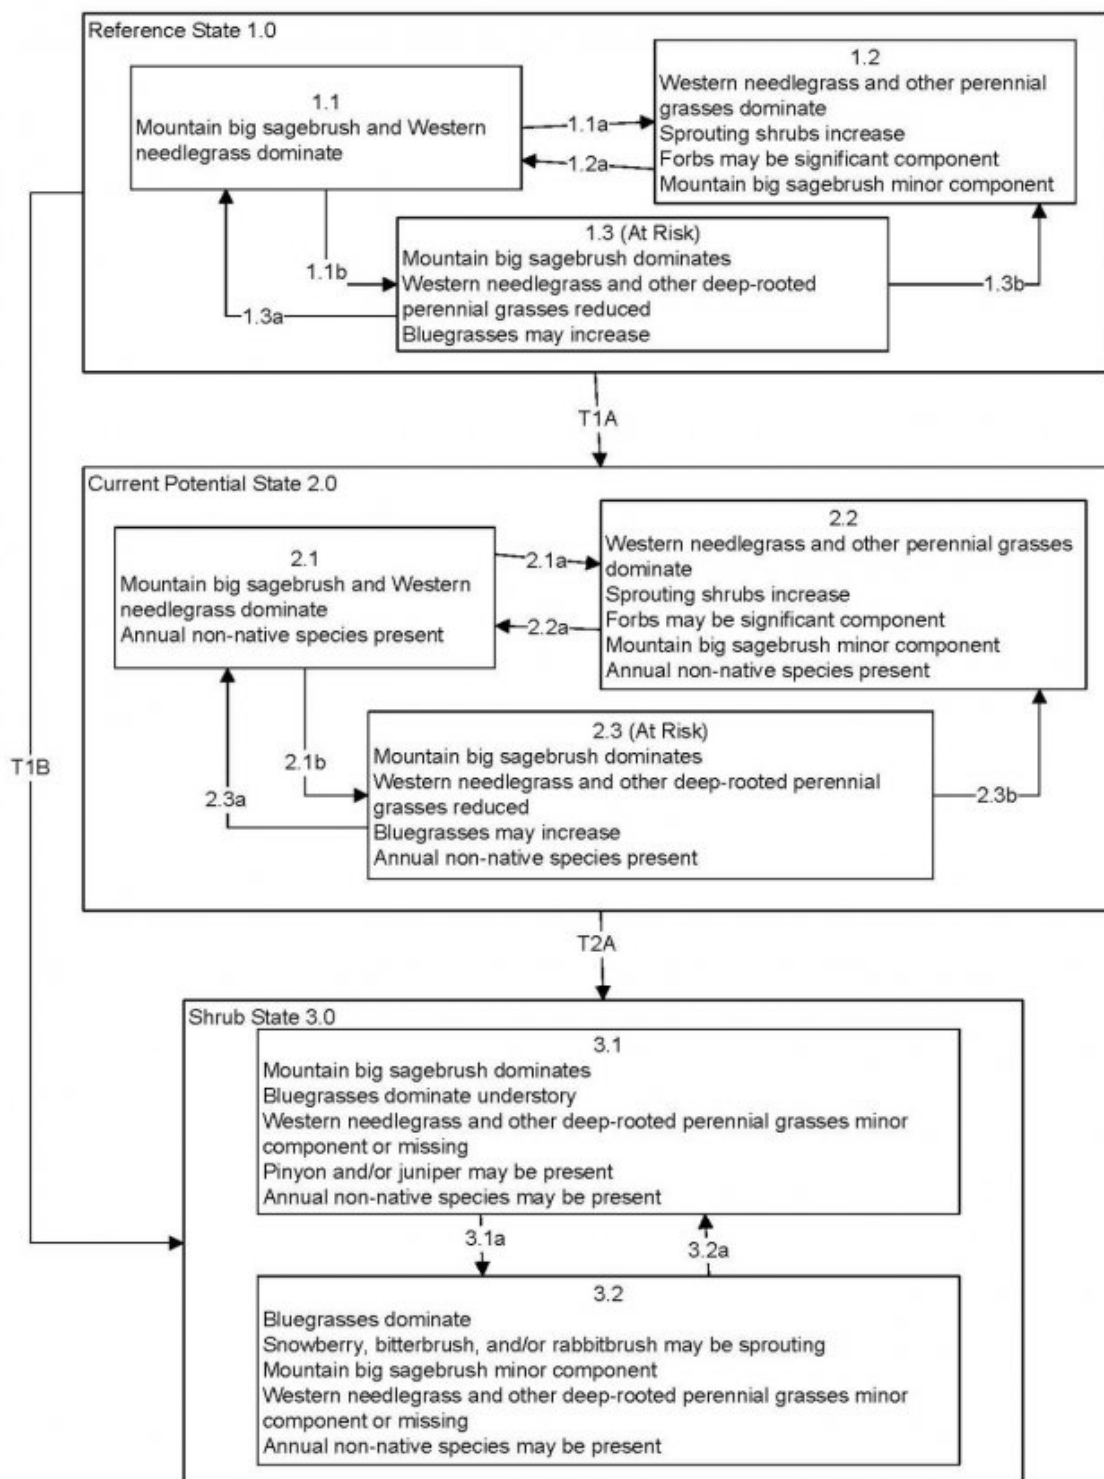 Reference State 1.0
1.1
Mountain big sagebrush and Western
needlegrass dominate
1.1a
1.2a
1.2
Western needlegrass and other perennial
grasses dominate
Sprouting shrubs increase
Forbs may be significant component
Mountain big sagebrush minor component
1.1b
1.3a
1.3 (At Risk)
Mountain big sagebrush dominates
Western needlegrass and other deep-rooted
perennial grasses reduced
Bluegrasses may increase
1.3b
T1A
Current Potential State 2.0
2.1
Mountain big sagebrush and Western
needlegrass dominate
Annual non-native species present
2.1a
2.2a
2.2
Western needlegrass and other perennial grasses
dominate
Sprouting shrubs increase
Forbs may be significant component
Mountain big sagebrush minor component
Annual non-native species present
T1B
2.1b
2.3a
2.3 (At Risk)
Mountain big sagebrush dominates
Western needlegrass and other deep-rooted perennial
grasses reduced
Bluegrasses may increase
Annual non-native species present
2.3b
T2A
Shrub State 3.0
3.1
Mountain big sagebrush dominates
Bluegrasses dominate understory
Western needlegrass and other deep-rooted perennial grasses minor
component or missing
Pinyon and/or juniper may be present
Annual non-native species may be present
3.1a
3.2a
3.2
Bluegrasses dominate
Snowberry, bitterbrush, and/or rabbitbrush may be sprouting
Mountain big sagebrush minor component
Western needlegrass and other deep-rooted perennial grasses minor
component or missing
Annual non-native species may be present